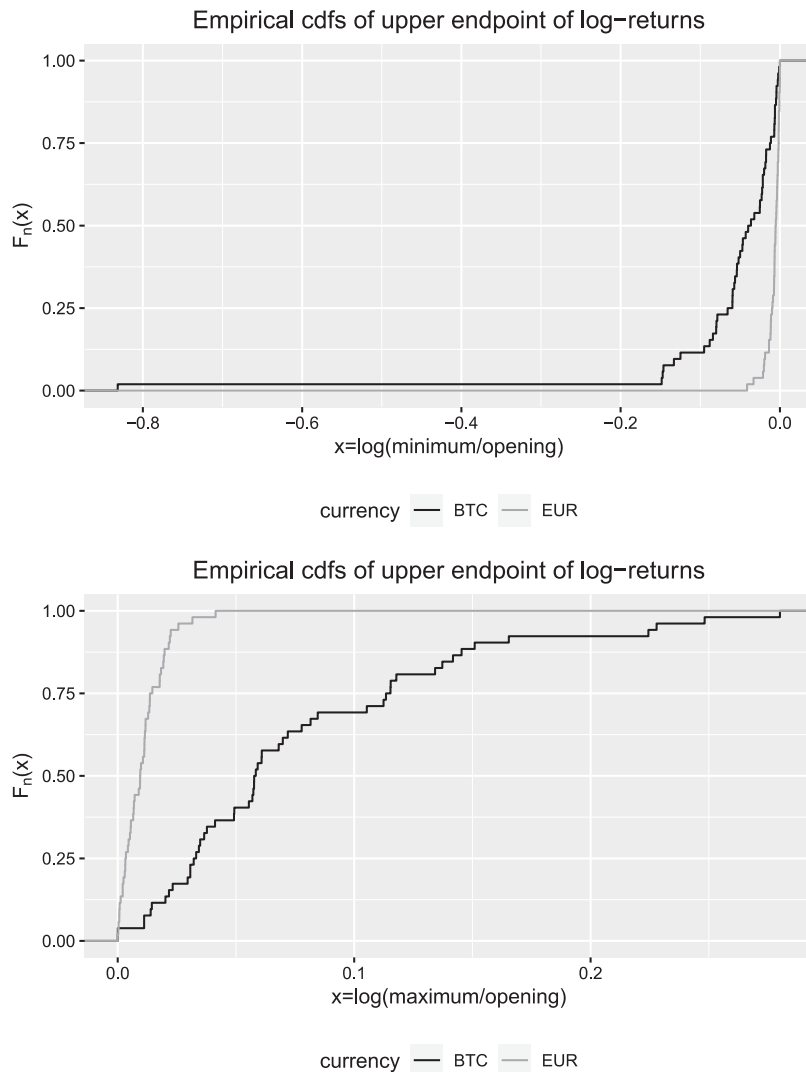 Empirical cdfs of upper endpoint of log−returns
1.00
0.75
0.50
0.25
0.00
Fn(x)
−0.8 −0.6 −0.4 −0.2 0.0
x=log(minimum/opening)
currency BTC EUR
Empirical cdfs of upper endpoint of log−returns
1.00
0.75
0.50
0.25
0.00
Fn(x)
0.0 0.1 0.2
x=log(maximum/opening)
currency BTC EUR